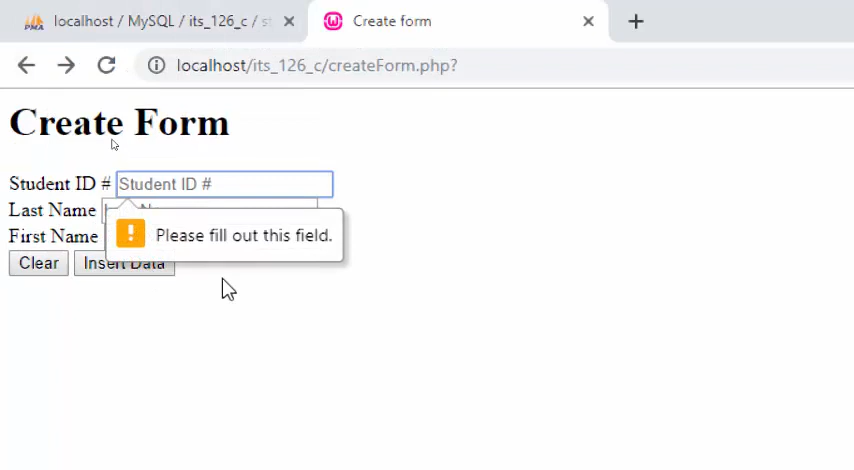 localhost / MySQL / its_126_c / st
Create form
localhost/its_126_c/createForm.php?
Create Form
Student ID # Student ID #
Last Name
First Name
Please fill out this field.
Clear Insert Data